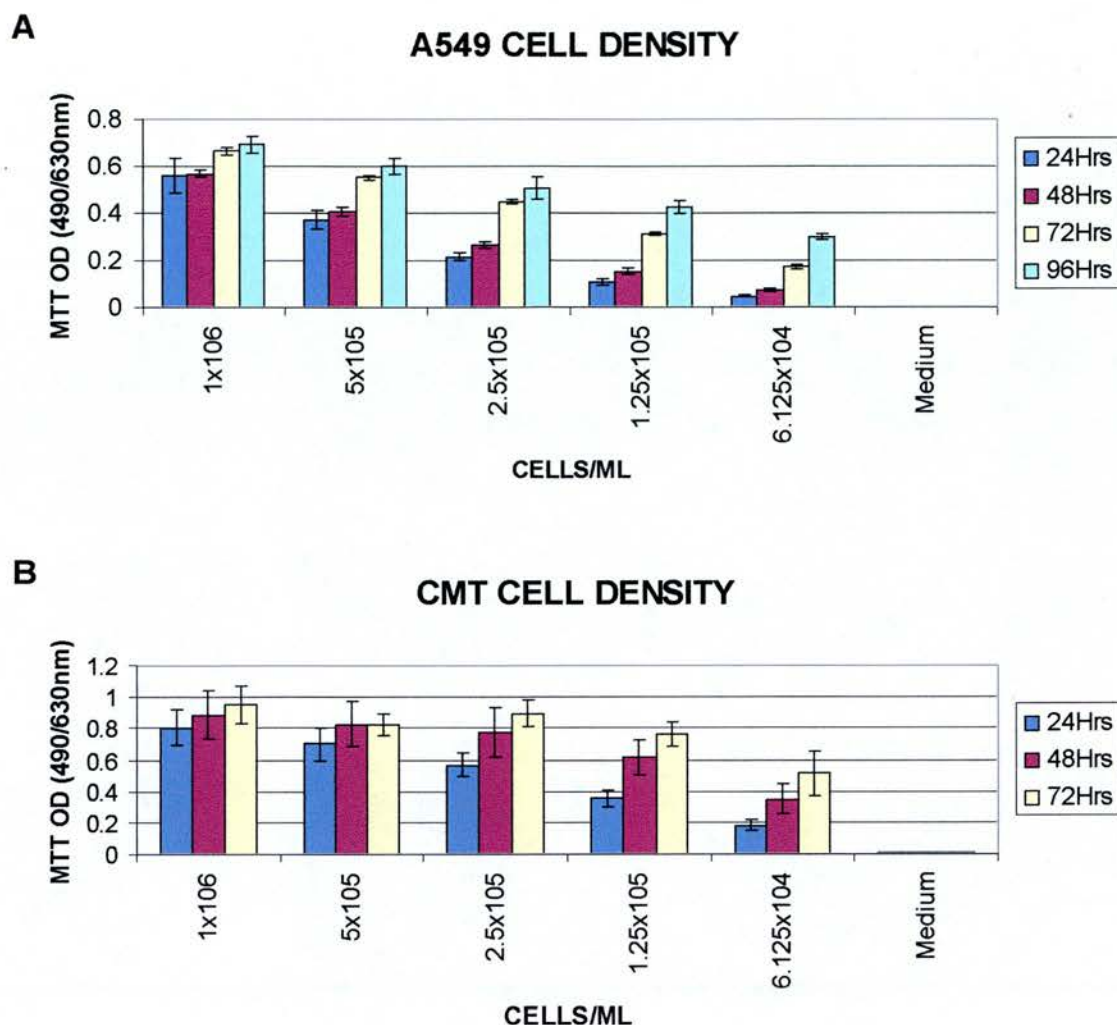 A
A549 CELL DENSITY
MTT OD (490/630nm)
0.8
0.6
0.4
0.2
0
1x106
5x105
2.5x105
1.25x105
6.125x104
Medium
CELLS/ML
24Hrs
48Hrs
72Hrs
96Hrs
B
CMT CELL DENSITY
MTT OD (490/630nm)
1.2
1
0.8
0.6
0.4
0.2
0
1x106
5x105
2.5x105
1.25x105
6.125x104
Medium
CELLS/ML
24Hrs
48Hrs
72Hrs